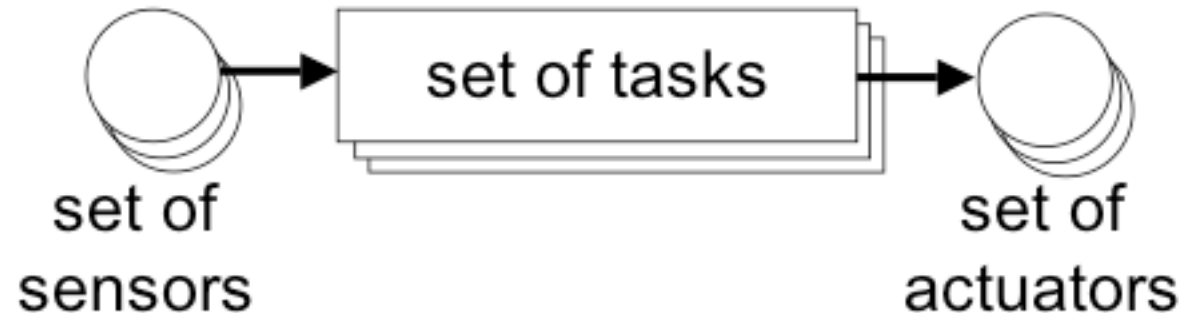 set of tasks
set of
sensors
set of
actuators